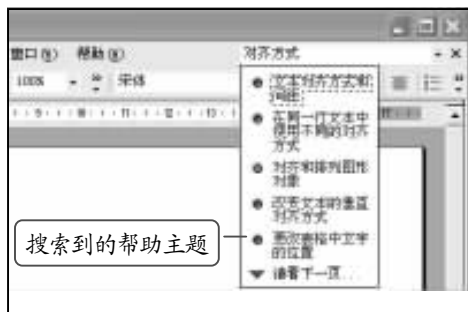 窗口(W) 帮助(H) 对齐方式
100% 宋体
文本对齐方式和
间距
在同一行文本中
使用不同的对齐
方式
对齐和排列图形
对象
改变文本的垂直
对齐方式
更改表格中文字
的位置
请看下一页...
搜索到的帮助主题